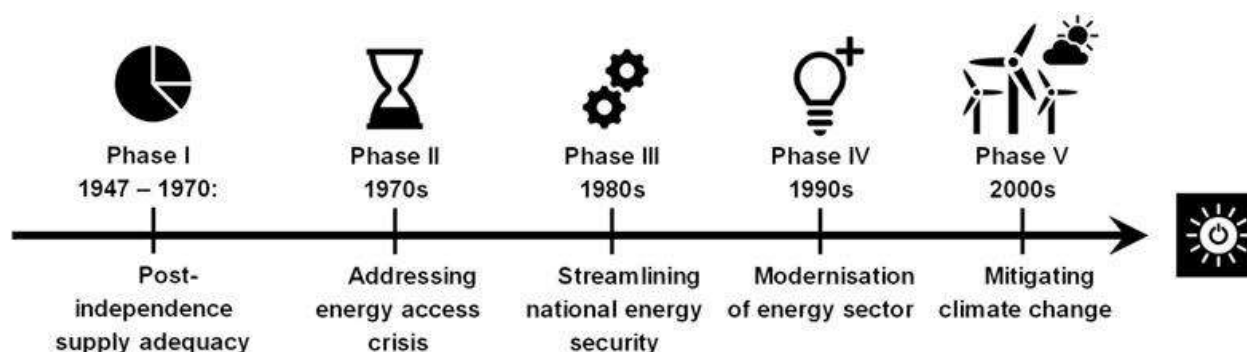 Phase I
1947 – 1970:
Post-
independence
supply adequacy
Phase II
1970s
Addressing
energy access
crisis
Phase III
1980s
Streamlining
national energy
security
Phase IV
1990s
Modernisation
of energy sector
Phase V
2000s
Mitigating
climate change